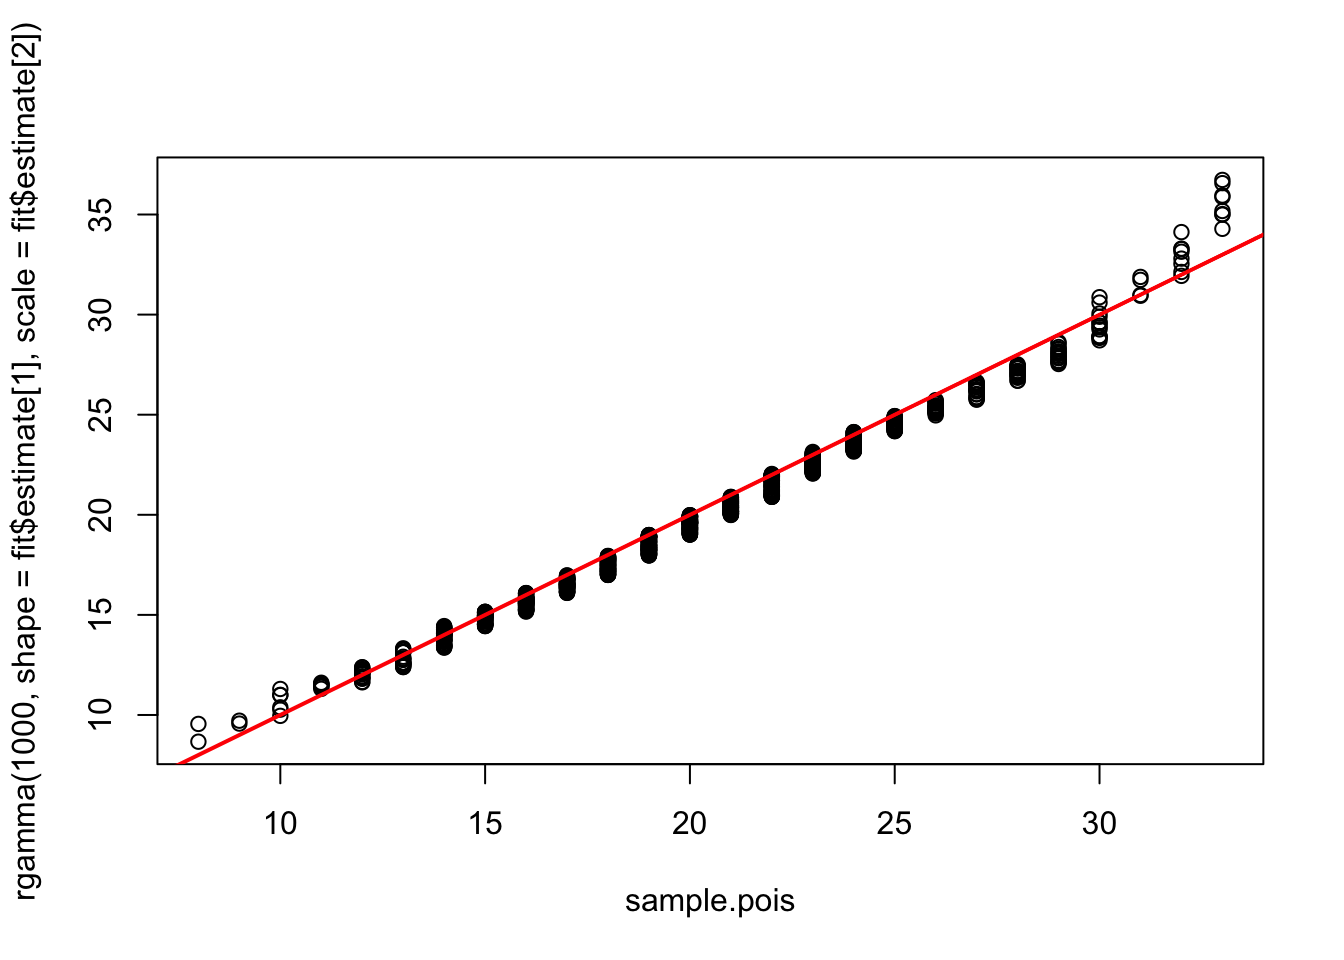 rgamma(1000, shape = fit$estimate[1], scale = fit$estimate[2])
35
30
25
20
15
10
10 15 20 25 30
sample.pois